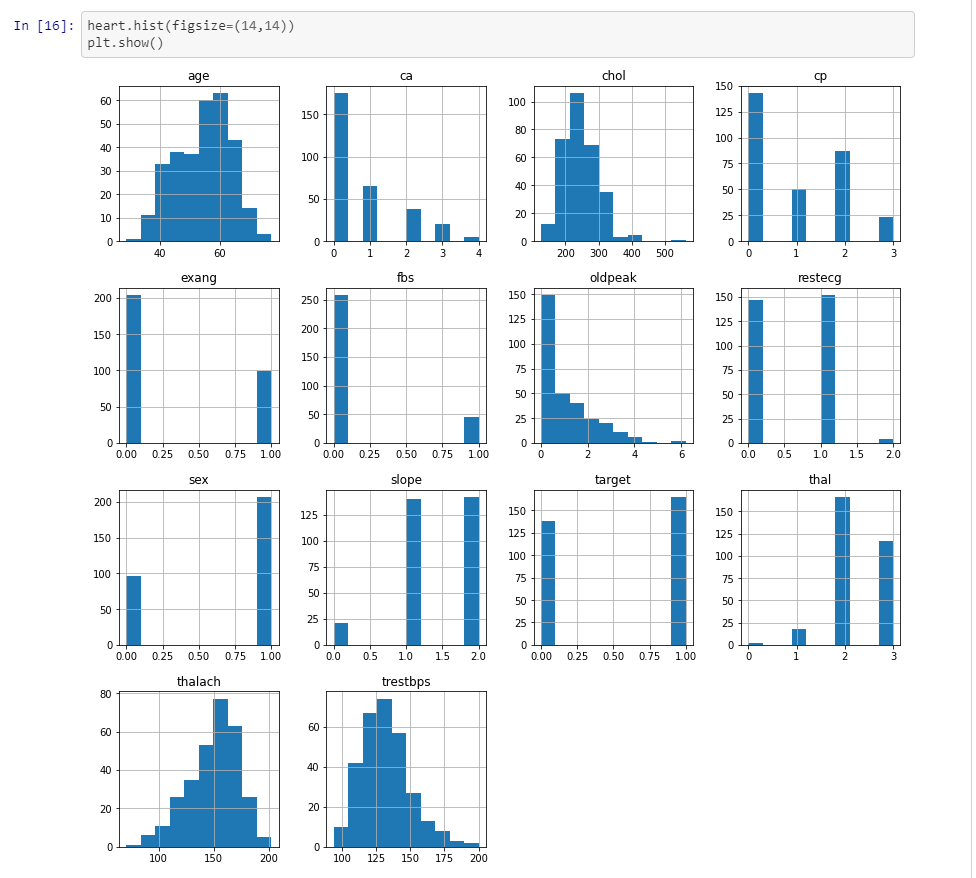 In [16]:
heart.hist(figsize=(14,14))
plt.show()
age ca chol cp
60 50 40 30 20 10 0
40 60
150 100 50 0
0 1 2 3 4
100 80 60 40 20 0
200 300 400 500
150 125 100 75 50 25 0
0 1 2 3
exang fbs oldpeak restecg
200 150 100 50 0
0.00 0.25 0.50 0.75 1.00
250 200 150 100 50 0
0.00 0.25 0.50 0.75 1.00
150 125 100 75 50 25 0
0 2 4 6
150 125 100 75 50 25 0
0.0 0.5 1.0 1.5 2.0
sex slope target thal
200 150 100 50 0
0.00 0.25 0.50 0.75 1.00
125 100 75 50 25 0
0.0 0.5 1.0 1.5 2.0
150 125 100 75 50 25 0
0.00 0.25 0.50 0.75 1.00
150 125 100 75 50 25 0
0 1 2 3
thalach trestbps
80 60 40 20 0
100 150 200
60 40 20 0
100 125 150 175 200